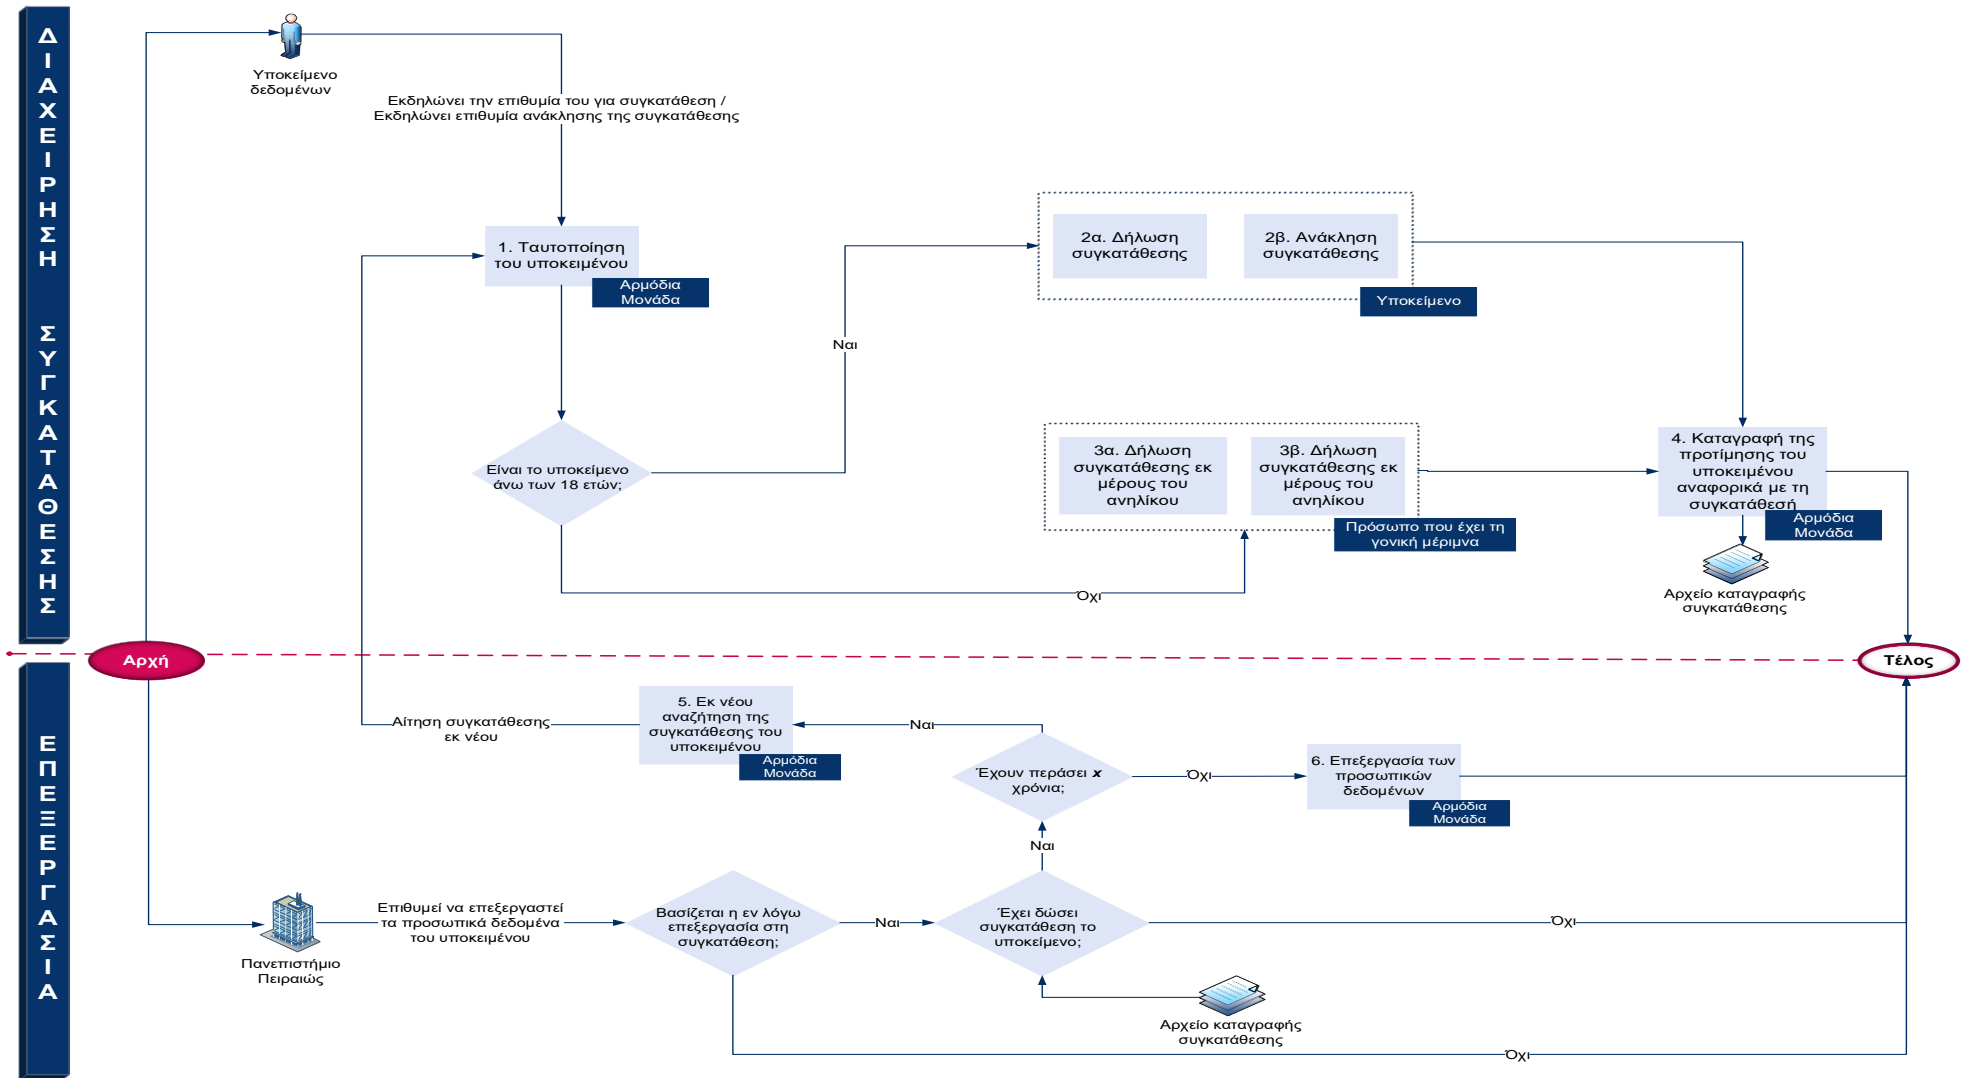 ΔΙΑΧΕΙΡΗΣΗ ΣΥΓΚΑΤΑΘΕΣΗΣ
Υποκείμενο
δεδομένων
Εκδηλώνει την επιθυμία του για συγκατάθεση /
Εκδηλώνει επιθυμία ανάκλησης της συγκατάθεσης
1. Ταυτοποίηση
του υποκειμένου
Αρμόδια
Μονάδα
2α. Δήλωση
συγκατάθεσης
2β. Ανάκληση
συγκατάθεσης
Υποκείμενο
Ναι
Είναι το υποκείμενο
άνω των 18 ετών;
3α. Δήλωση
συγκατάθεσης εκ
μέρους του
ανηλίκου
3β. Δήλωση
συγκατάθεσης εκ
μέρους του
ανηλίκου
Πρόσωπο που έχει τη
γονική μέριμνα
4. Καταγραφή της
προτίμησης του
υποκειμένου
αναφορικά με τη
συγκατάθεσή
Αρμόδια
Μονάδα
Αρχείο καταγραφής
συγκατάθεσης
Όχι
Αρχή
Τέλος
ΕΠΕΞΕΡΓΑΣΙΑ
Αίτηση συγκατάθεσης
εκ νέου
5. Εκ νέου
αναζήτηση της
συγκατάθεσης του
υποκειμένου
Αρμόδια
Μονάδα
Ναι
Έχουν περάσει x
χρόνια;
Όχι
6. Επεξεργασία των
προσωπικών
δεδομένων
Αρμόδια
Μονάδα
Ναι
Πανεπιστήμιο
Πειραιώς
Επιθυμεί να επεξεργαστεί
τα προσωπικά δεδομένα
του υποκειμένου
Βασίζεται η εν λόγω
επεξεργασία στη
συγκατάθεση;
Ναι
Έχει δώσει
συγκατάθεση το
υποκείμενο;
Όχι
Αρχείο καταγραφής
συγκατάθεσης
Όχι